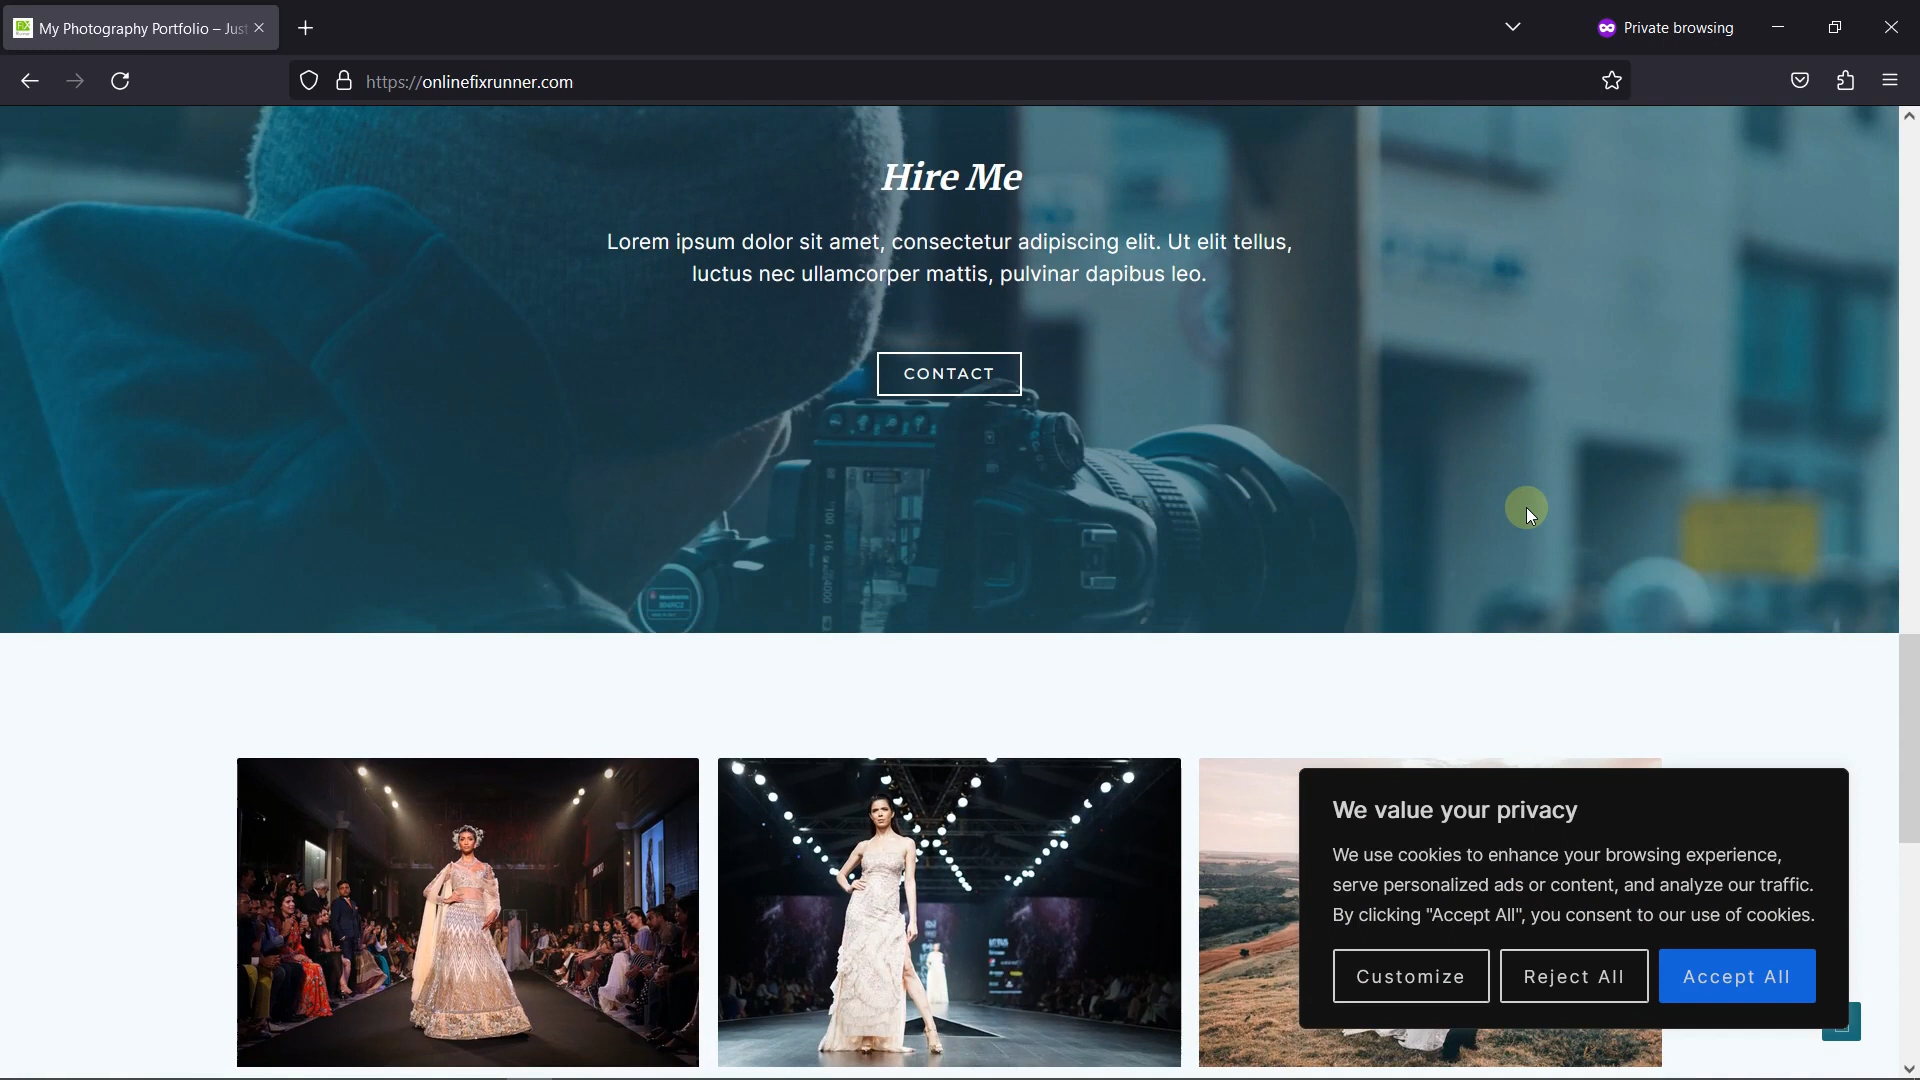 My Photography Portfolio – Just
Private browsing
https://onlinefixrunner.com
Hire Me
Lorem ipsum dolor sit amet, consectetur adipiscing elit. Ut elit tellus,
luctus nec ullamcorper mattis, pulvinar dapibus leo.
CONTACT
We value your privacy
We use cookies to enhance your browsing experience,
serve personalized ads or content, and analyze our traffic.
By clicking "Accept All", you consent to our use of cookies.
Customize
Reject All
Accept All